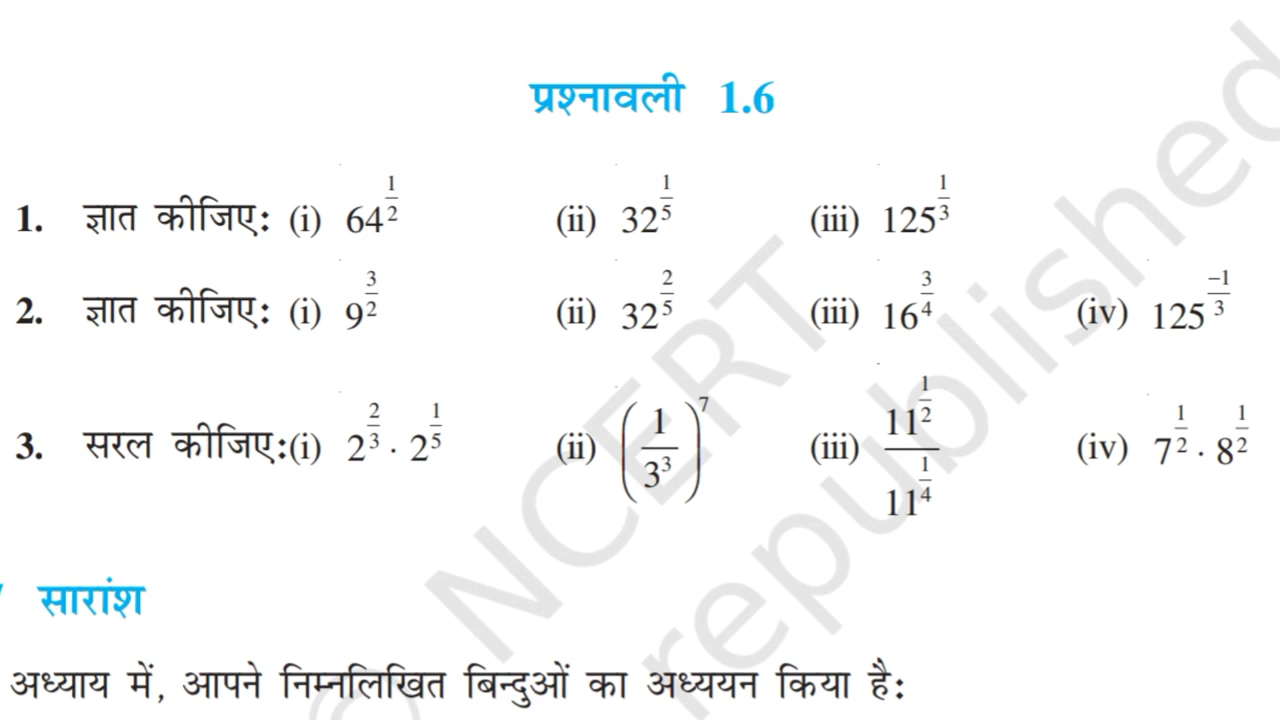 प्रश्नावली 1.6
1. ज्ञात कीजिए: (i) 64^(1/2) (ii) 32^(1/5) (iii) 125^(1/3)
2. ज्ञात कीजिए: (i) 9^(3/2) (ii) 32^(2/5) (iii) 16^(3/4) (iv) 125^(-1/3)
3. सरल कीजिए:(i) 2^(2/3) · 2^(1/5) (ii) (1/3^3)^7 (iii) 11^(1/2)/11^(1/4) (iv) 7^(1/2) · 8^(1/2)
सारांश
अध्याय में, आपने निम्नलिखित बिन्दुओं का अध्ययन किया है:
© NCERT
republished